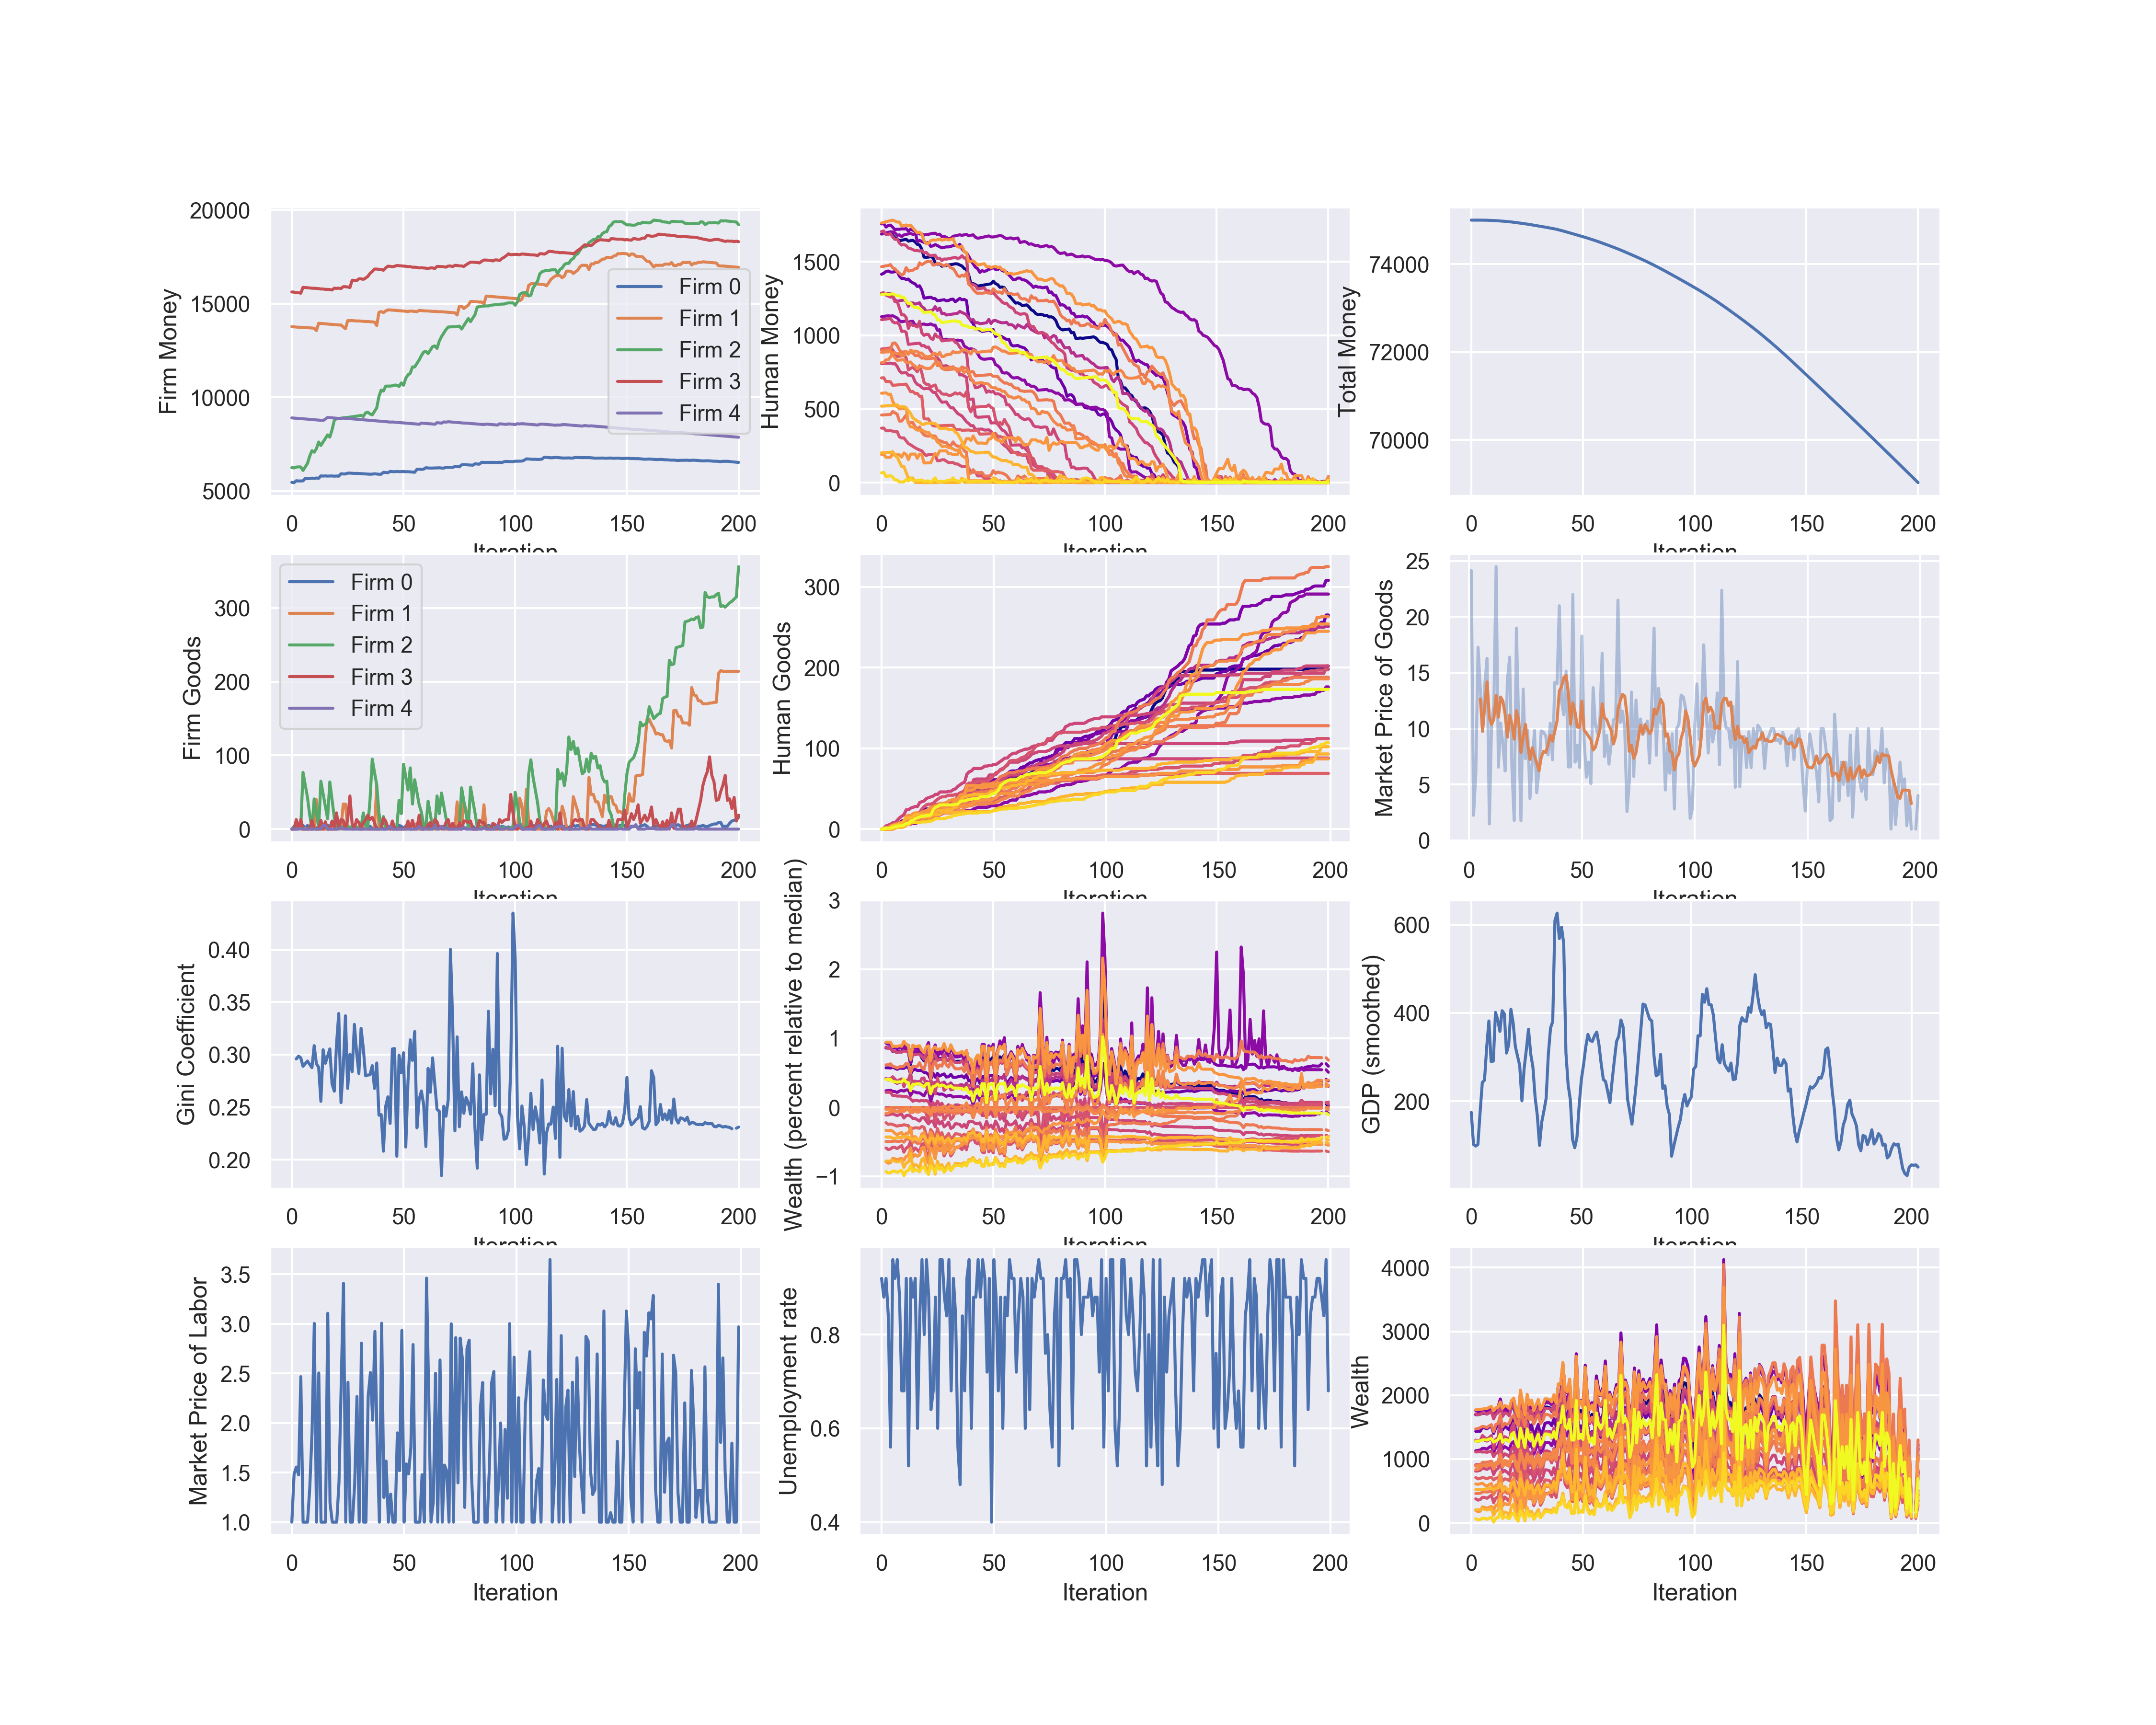 Firm Money
20000
15000
10000
5000
0 50 100 150 200
Iteration
Firm 0
Firm 1
Firm 2
Firm 3
Firm 4
Human Money
1500
1000
500
0
0 50 100 150 200
Iteration
Total Money
74000
72000
70000
0 50 100 150 200
Iteration
Firm Goods
300
200
100
0
0 50 100 150 200
Iteration
Firm 0
Firm 1
Firm 2
Firm 3
Firm 4
Human Goods
300
200
100
0
0 50 100 150 200
Iteration
Market Price of Goods
25
20
15
10
5
0
0 50 100 150 200
Iteration
Gini Coefficient
0.40
0.35
0.30
0.25
0.20
0 50 100 150 200
Iteration
Wealth (percent relative to median)
3
2
1
0
−1
0 50 100 150 200
Iteration
GDP (smoothed)
600
400
200
0 50 100 150 200
Iteration
Market Price of Labor
3.5
3.0
2.5
2.0
1.5
1.0
0 50 100 150 200
Iteration
Unemployment rate
0.8
0.6
0.4
0 50 100 150 200
Iteration
Wealth
4000
3000
2000
1000
0
0 50 100 150 200
Iteration